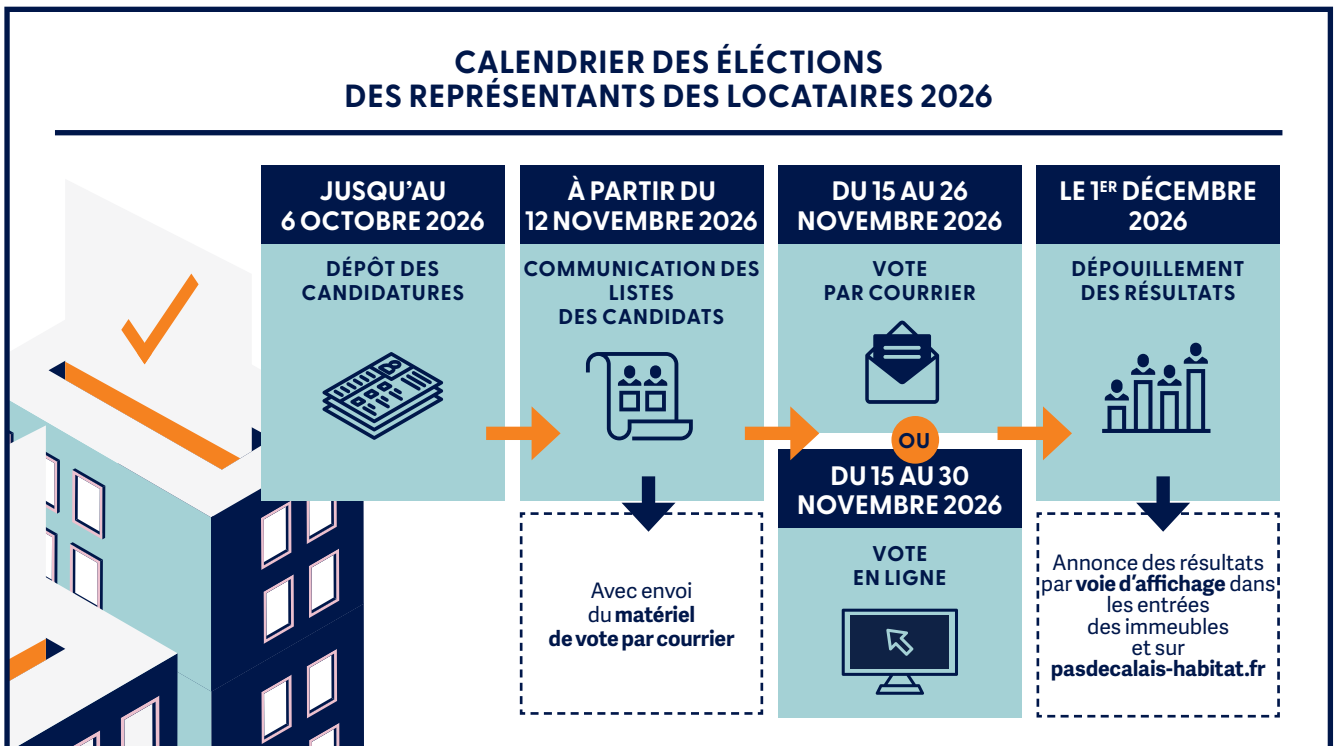 CALENDRIER DES ÉLÉCTIONS
DES REPRÉSENTANTS DES LOCATAIRES 2026
JUSQU'AU
6 OCTOBRE 2026
DÉPÔT DES
CANDIDATURES
À PARTIR DU
12 NOVEMBRE 2026
COMMUNICATION DES
LISTES
DES CANDIDATS
Avec envoi
du matériel
de vote par courrier
DU 15 AU 26
NOVEMBRE 2026
VOTE
PAR COURRIER
OU
DU 15 AU 30
NOVEMBRE 2026
VOTE
EN LIGNE
LE 1ER DÉCEMBRE
2026
DÉPOUILLEMENT
DES RÉSULTATS
Annonce des résultats
par voie d'affichage dans
les entrées
des immeubles
et sur
pasdecalais-habitat.fr